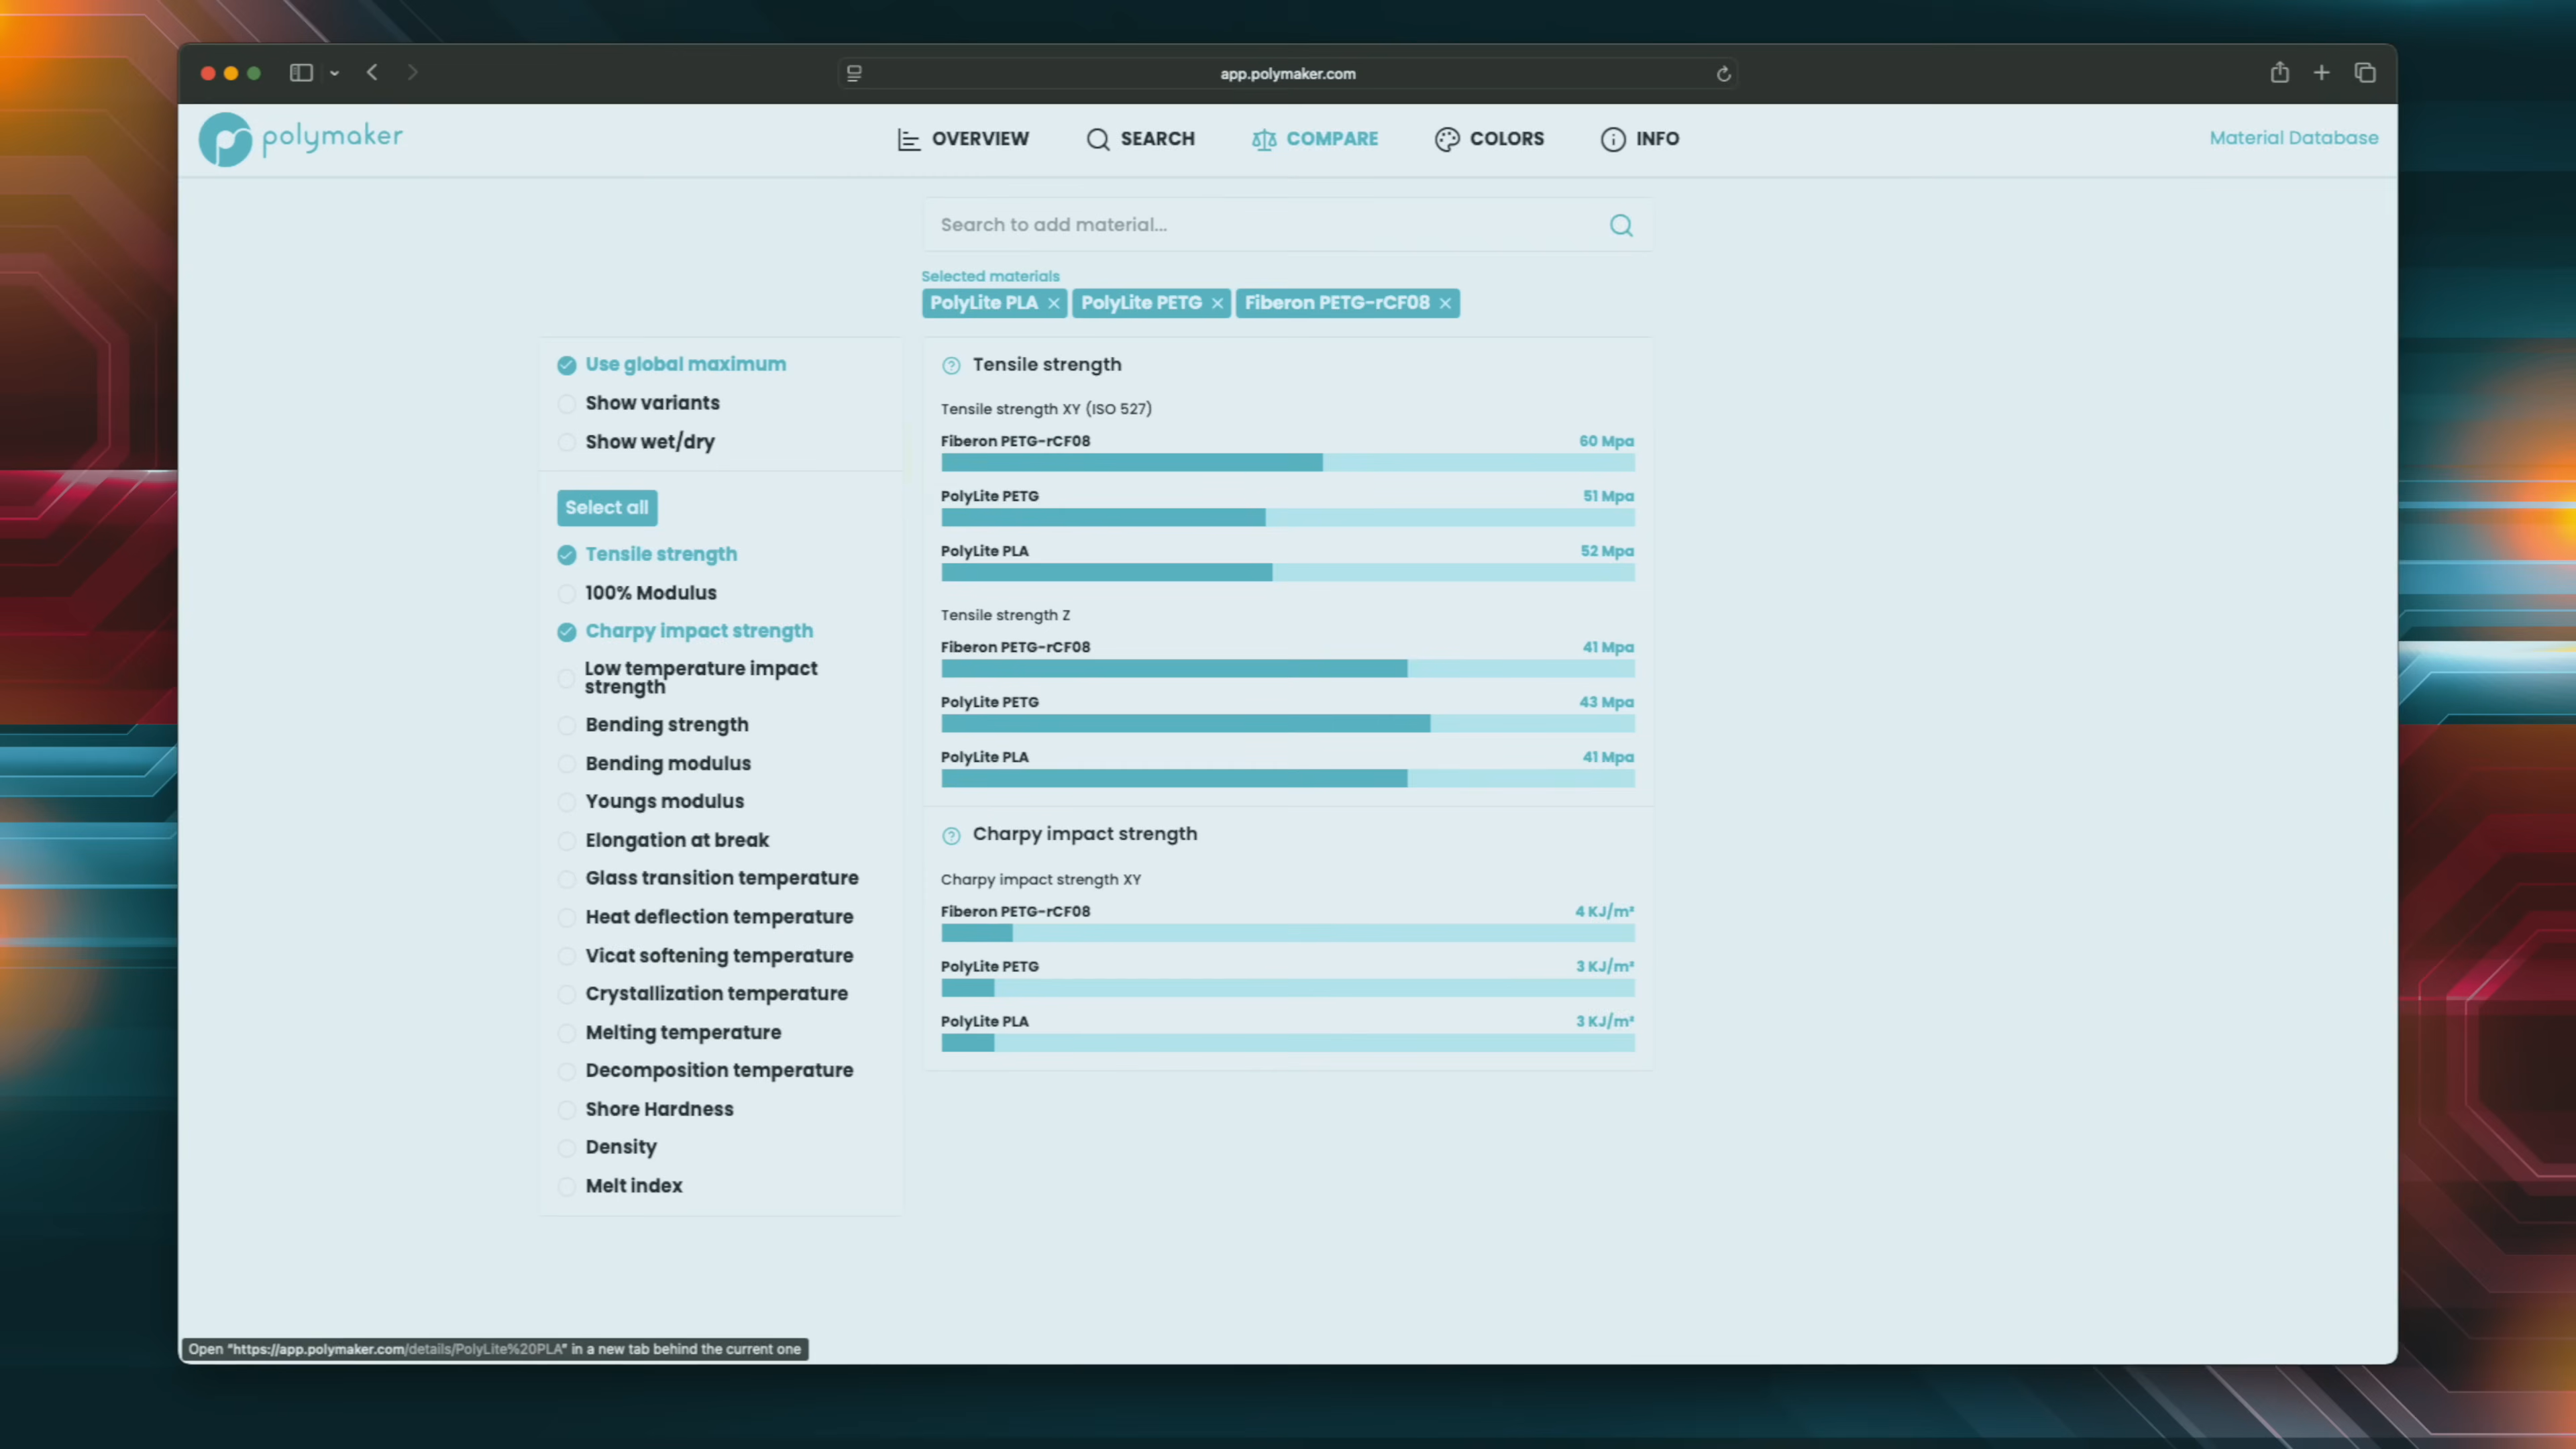 app.polymaker.com
polymaker
OVERVIEW
SEARCH
COMPARE
COLORS
INFO
Material Database
Search to add material...
Selected materials
PolyLite PLA
PolyLite PETG
Fiberon PETG-rCF08
Use global maximum
Show variants
Show wet/dry
Select all
Tensile strength
100% Modulus
Charpy impact strength
Low temperature impact
strength
Bending strength
Bending modulus
Youngs modulus
Elongation at break
Glass transition temperature
Heat deflection temperature
Vicat softening temperature
Crystallization temperature
Melting temperature
Decomposition temperature
Shore Hardness
Density
Melt index
Tensile strength
Tensile strength XY (ISO 527)
Fiberon PETG-rCF08 60 Mpa
PolyLite PETG 51 Mpa
PolyLite PLA 52 Mpa
Tensile strength Z
Fiberon PETG-rCF08 41 Mpa
PolyLite PETG 43 Mpa
PolyLite PLA 41 Mpa
Charpy impact strength
Charpy impact strength XY
Fiberon PETG-rCF08 4 KJ/m²
PolyLite PETG 3 KJ/m²
PolyLite PLA 3 KJ/m²
Open "https://app.polymaker.com/details/PolyLite%20PLA" in a new tab behind the current one